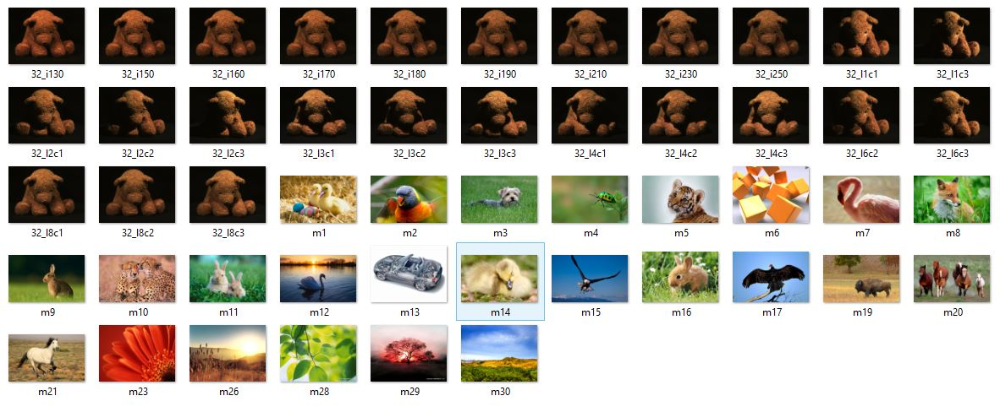 32_i130 32_i150 32_i160 32_i170 32_i180 32_i190 32_i210 32_i230 32_i250 32_l1c1 32_l1c3
32_l2c1 32_l2c2 32_l2c3 32_l3c1 32_l3c2 32_l3c3 32_l4c1 32_l4c2 32_l4c3 32_l6c2 32_l6c3
32_l8c1 32_l8c2 32_l8c3 m1 m2 m3 m4 m5 m6 m7 m8
m9 m10 m11 m12 m13 m14 m15 m16 m17 m19 m20
m21 m23 m26 m28 m29 m30